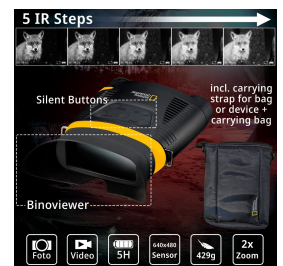 5 IR Steps
Silent Buttons
incl. carrying
strap for bag
or device +
carrying bag
Binoviewer
Foto
Video
5H
640x480
Sensor
429g
2x
Zoom